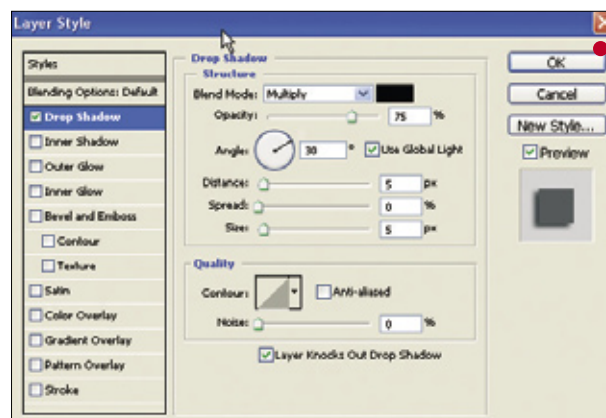 Layer Style
Styles
Blending Options: Default
Drop Shadow
Inner Shadow
Outer Glow
Inner Glow
Bevel and Emboss
Contour
Texture
Satin
Color Overlay
Gradient Overlay
Pattern Overlay
Stroke
Drop Shadow
Structure
Blend Mode: Multiply
Opacity: 75 %
Angle: 30 ° Use Global Light
Distance: 5 px
Spread: 0 %
Size: 5 px
Quality
Contour: Anti-aliased
Noise: 0 %
Layer Knocks Out Drop Shadow
OK
Cancel
New Style...
Preview